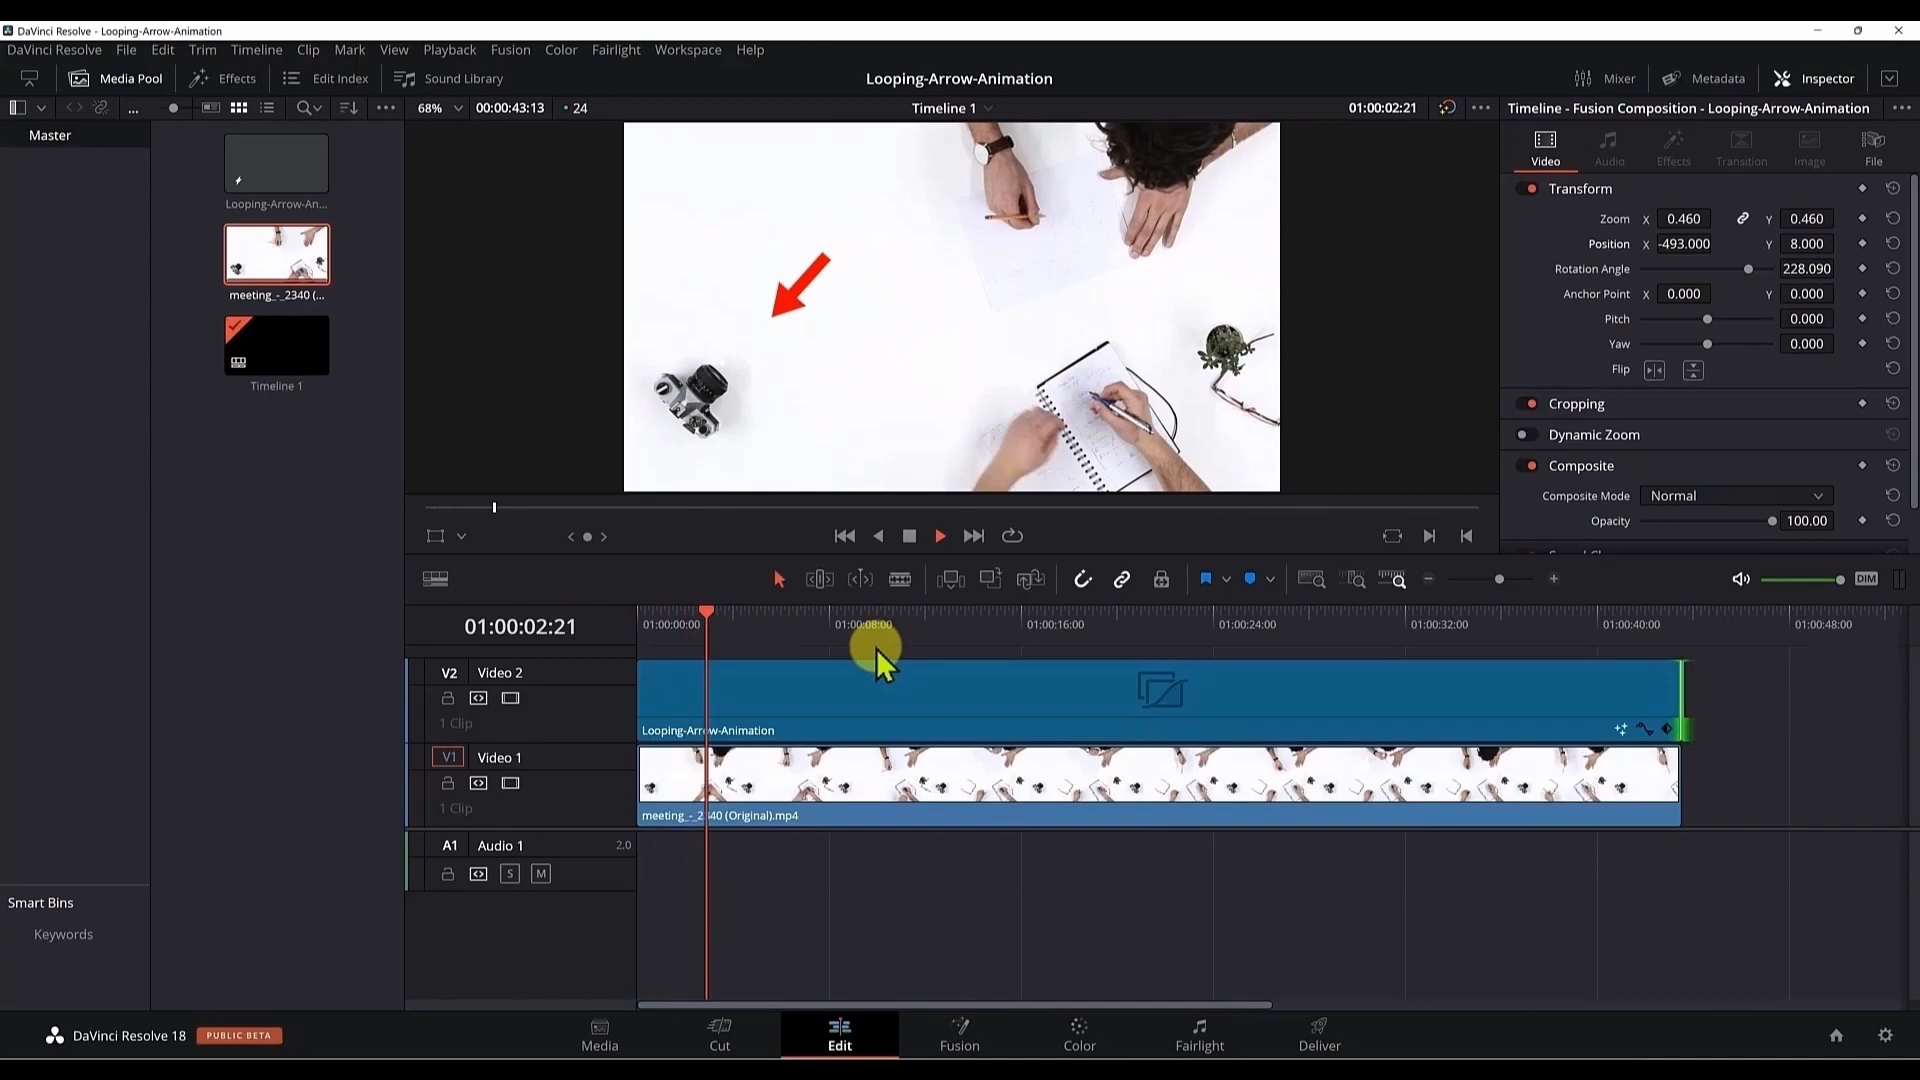 DaVinci Resolve - Looping-Arrow-Animation
DaVinci Resolve File Edit Trim Timeline Clip Mark View Playback Fusion Color Fairlight Workspace Help
Media Pool Effects Edit Index Sound Library Looping-Arrow-Animation Mixer Metadata Inspector
... 68% 00:00:43:13 • 24 Timeline 1 01:00:02:21 ••• Timeline - Fusion Composition - Looping-Arrow-Animation •••
Master
Looping-Arrow-An...
meeting_-_2340 (...
Timeline 1
Video Audio Effects Transition Image File
Transform
Zoom X 0.460 Y 0.460
Position X -493.000 Y 8.000
Rotation Angle 228.090
Anchor Point X 0.000 Y 0.000
Pitch 0.000
Yaw 0.000
Flip
Cropping
Dynamic Zoom
Composite
Composite Mode Normal
Opacity 100.00
DIM
01:00:02:21
01:00:00:00 01:00:08:00 01:00:16:00 01:00:24:00 01:00:32:00 01:00:40:00 01:00:48:00
V2 Video 2
1 Clip
Looping-Arrow-Animation
V1 Video 1
1 Clip
meeting_-_2340 (Original).mp4
A1 Audio 1 2.0
S M
Smart Bins
Keywords
DaVinci Resolve 18 PUBLIC BETA
Media Cut Edit Fusion Color Fairlight Deliver